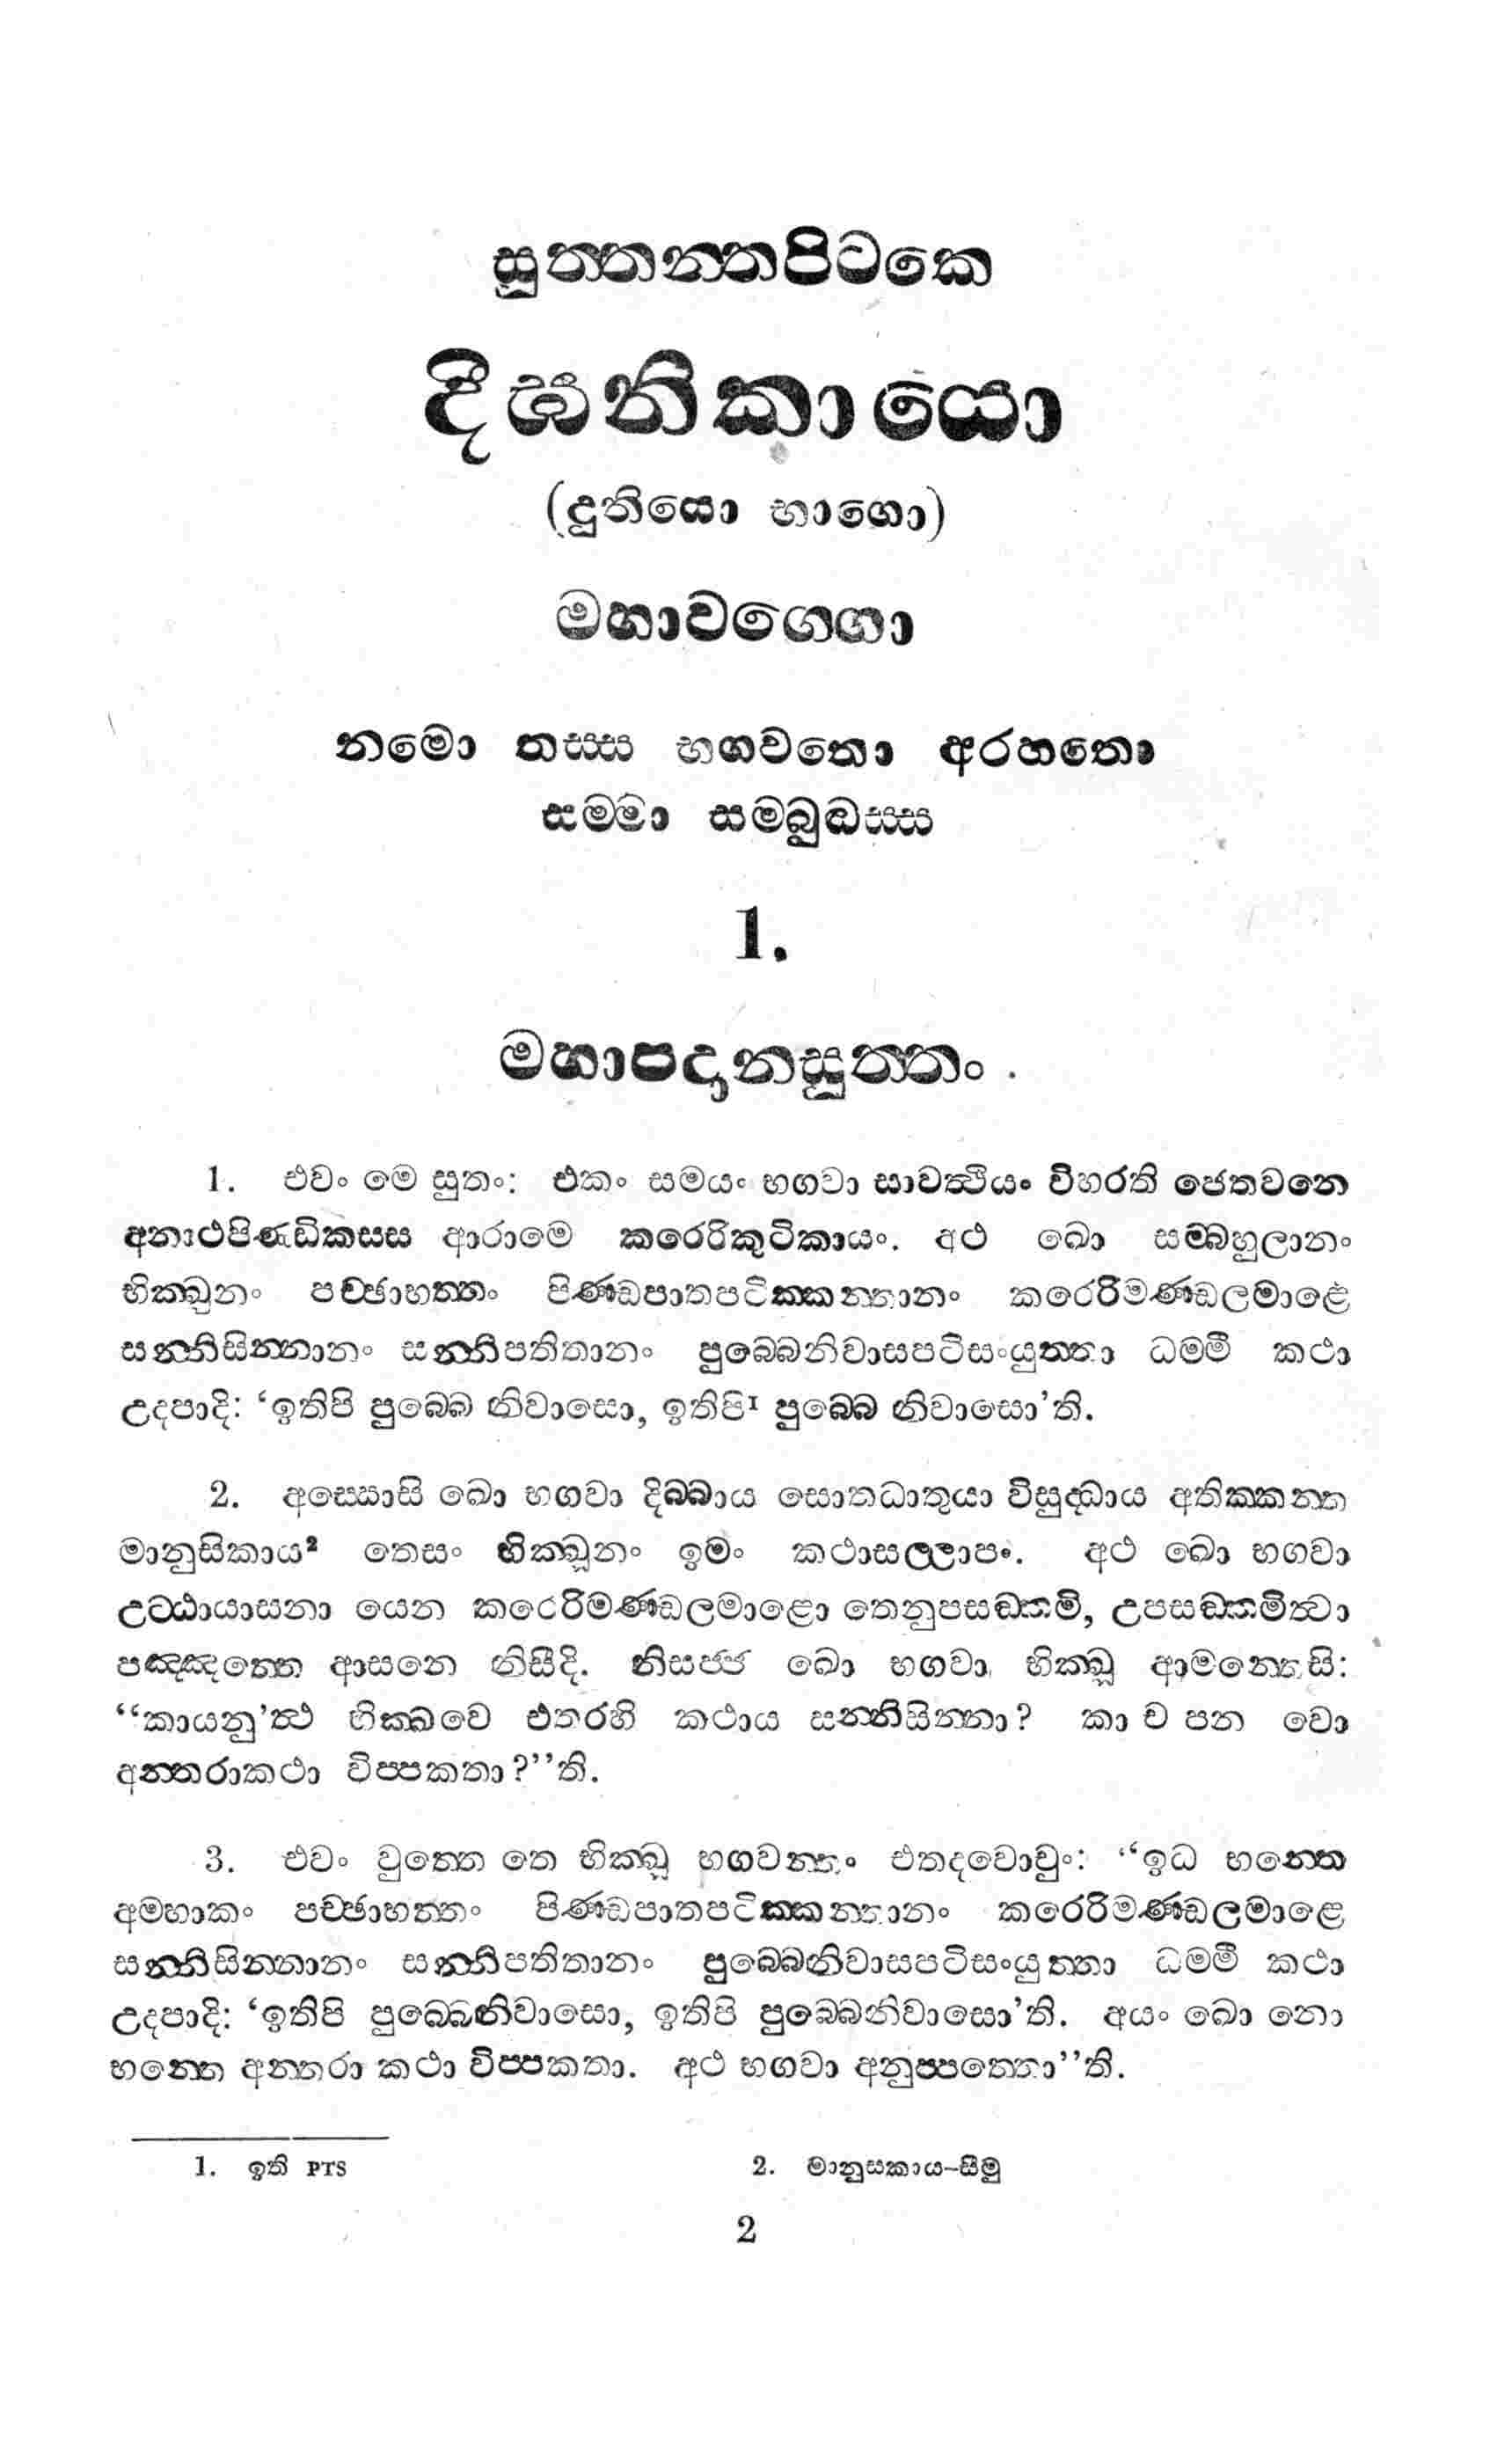 සුත්තන්තපිටකෙ
දීඝනිකායො
(දුතියො භාගො)
මහාවග්ගො
නමො තස්ස භගවතො අරහතො
සම්මා සම්බුද්ධස්ස
1.
මහාපදානසුත්තං
1. එවං මෙ සුතං: එකං සමයං භගවා සාවත්ථියං විහරති ජෙතවනෙ
අනාථපිණ්ඩිකස්ස ආරාමෙ කරෙරිකුටිකායං. අථ ඛො සම්බහුලානං
භික්ඛුනං පච්ඡාභත්තං පිණ්ඩපාතපටික්කන්තානං කරෙරිමණ්ඩලමාළෙ
සන්නිසින්නානං සන්නිපතිතානං පුබ්බෙනිවාසපටිසංයුත්තා ධම්මී කථා
උදපාදි: ‘ඉතිපි පුබ්බෙ නිවාසො, ඉතිපි¹ පුබ්බෙ නිවාසො’ති.
2. අස්සොසි ඛො භගවා දිබ්බාය සොතධාතුයා විසුද්ධාය අතික්කන්ත
මානුසිකාය² තෙසං භික්ඛූනං ඉමං කථාසල්ලාපං. අථ ඛො භගවා
උට්ඨායාසනා යෙන කරෙරිමණ්ඩලමාළො තෙනුපසඞ්කමි, උපසඞ්කමිත්වා
පඤ්ඤත්තෙ ආසනෙ නිසීදි. නිසජ්ජ ඛො භගවා භික්ඛූ ආමන්තෙසි:
“කායනු’ත්ථ භික්ඛවෙ එතරහි කථාය සන්නිසින්නා? කා ච පන වො
අන්තරාකථා විප්පකතා?”ති.
3. එවං වුත්තෙ තෙ භික්ඛූ භගවන්තං එතදවොචුං: “ඉධ භන්තෙ
අම්හාකං පච්ඡාභත්තං පිණ්ඩපාතපටික්කන්තානං කරෙරිමණ්ඩලමාළෙ
සන්නිසින්නානං සන්නිපතිතානං පුබ්බෙනිවාසපටිසංයුත්තා ධම්මී කථා
උදපාදි: ‘ඉතිපි පුබ්බෙනිවාසො, ඉතිපි පුබ්බෙනිවාසො’ති. අයං ඛො නො
භන්තෙ අන්තරා කථා විප්පකතා. අථ භගවා අනුප්පත්තො”ති.
1. ඉති PTS
2. මානුසකාය-සීමු
2